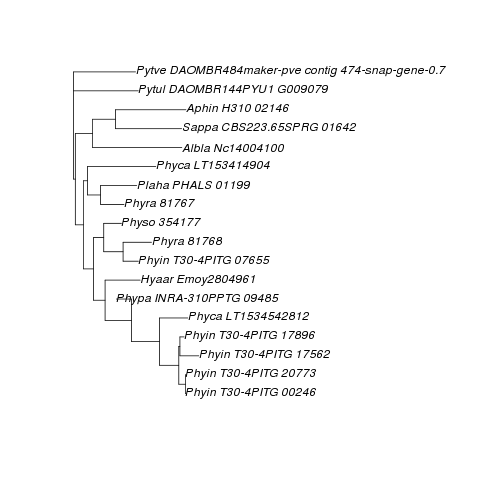 Pytve DAOMBR484maker-pve contig 474-snap-gene-0.7
Pytul DAOMBR144PYU1 G009079
Aphin H310 02146
Sappa CBS223.65SPRG 01642
Albla Nc14004100
Phyca LT153414904
Plaha PHALS 01199
Phyra 81767
Physo 354177
Phyra 81768
Phyin T30-4PITG 07655
Hyaar Emoy2804961
Phypa INRA-310PPTG 09485
Phyca LT1534542812
Phyin T30-4PITG 17896
Phyin T30-4PITG 17562
Phyin T30-4PITG 20773
Phyin T30-4PITG 00246